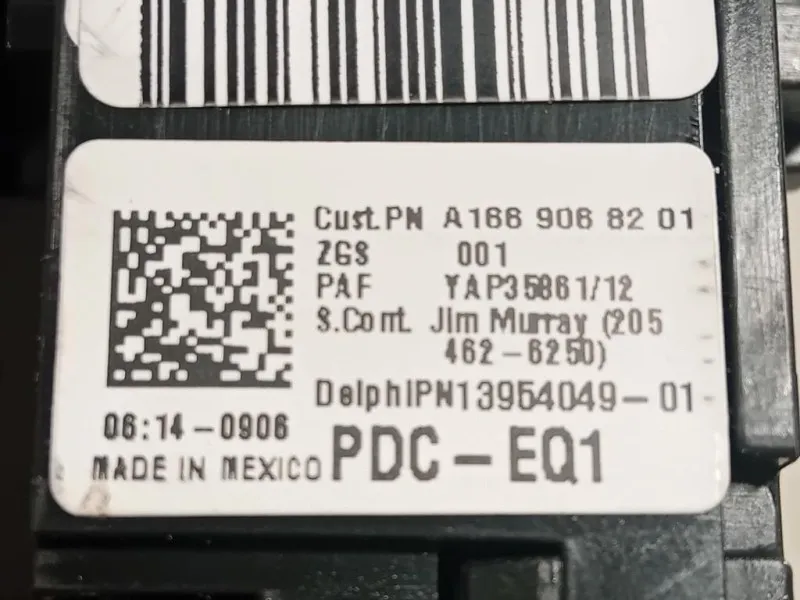 Cust.PN A166 906 82 01
ZGS 001
PAF YAP35861/12
S.Cont. Jim Murray (205
462-6250)
DelphiPN13954049-01
06:14-0906
MADE IN MEXICO PDC-EQ1